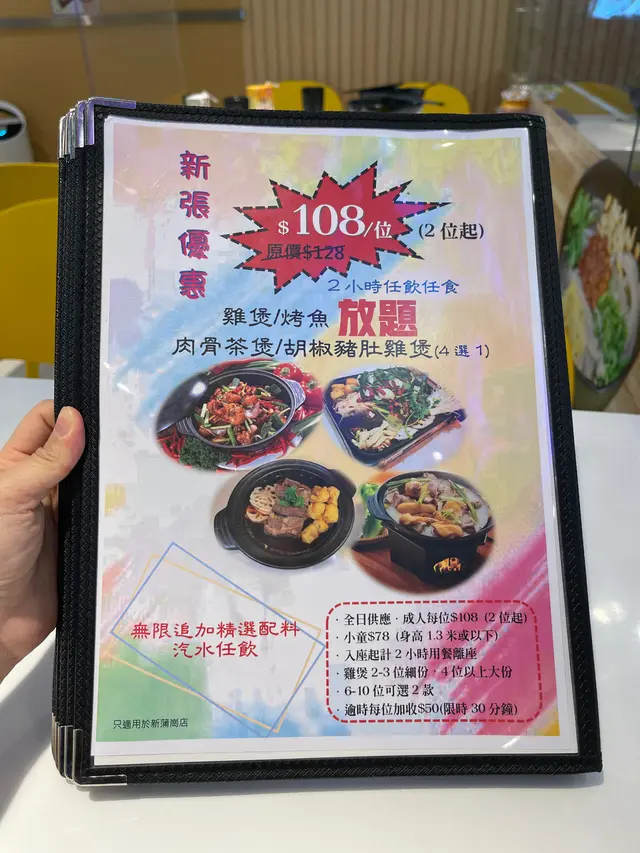 新張優惠
$108/位 (2 位起)
原價$128
2小時任飲任食
雞煲/烤魚 放題
肉骨茶煲/胡椒豬肚雞煲(4 選 1)
無限追加精選配料
汽水任飲
· 全日供應，成人每位$108 (2 位起)
· 小童$78 (身高 1.3 米或以下)
· 入座起計 2 小時用餐離座
· 雞煲 2-3 位細份，4 位以上大份
· 6-10 位可選 2 款
· 逾時每位加收$50(限時 30 分鐘)
只適用於新蒲崗店